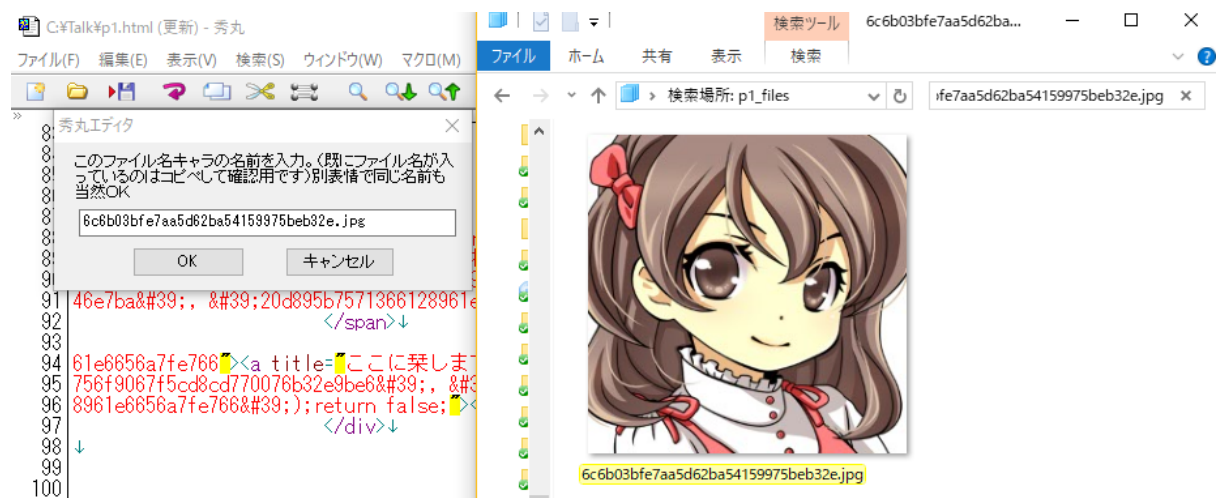 C:¥Talk¥p1.html (更新) - 秀丸
ファイル(F) 編集(E) 表示(V) 検索(S) ウィンドウ(W) マクロ(M)
秀丸エディタ
このファイル名キャラの名前を入力。(既にファイル名が入
っているのはコピペして確認用です)別表情で同じ名前も
当然OK
6c6b03bfe7aa5d62ba54159975beb32e.jpg
OK キャンセル
91 46e7ba&#39;, &#39;20d895b7571366128961e
92 </span>↓
93
94 61e6656a7fe766"><a title="ここに栞しま
95 756f9067f5cd8cd770076b32e9be6&#39;, &#3
96 8961e6656a7fe766&#39;);return false;"><
97 </div>↓
98 ↓
99
100
検索ツール 6c6b03bfe7aa5d62ba...
ファイル ホーム 共有 表示 検索
検索場所: p1_files
fe7aa5d62ba54159975beb32e.jpg
6c6b03bfe7aa5d62ba54159975beb32e.jpg